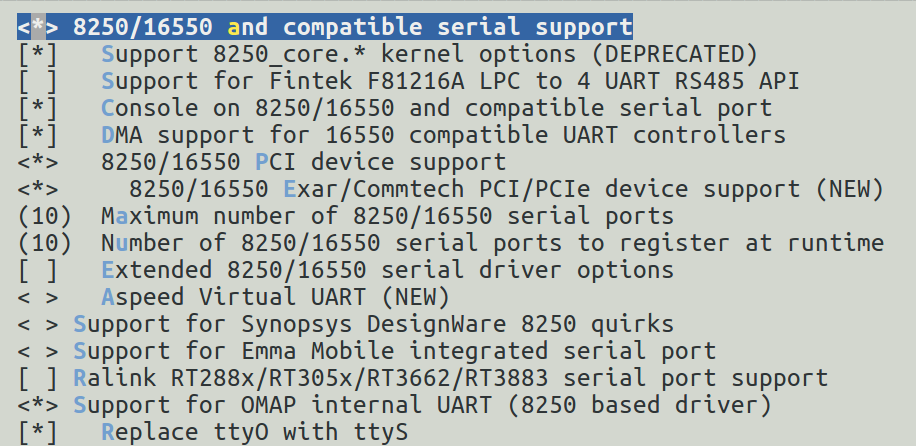 <*> 8250/16550 and compatible serial support
[*]   Support 8250_core.* kernel options (DEPRECATED)
[ ]   Support for Fintek F81216A LPC to 4 UART RS485 API
[*]   Console on 8250/16550 and compatible serial port
[*]   DMA support for 16550 compatible UART controllers
<*>   8250/16550 PCI device support
<*>     8250/16550 Exar/Commtech PCI/PCIe device support (NEW)
(10)  Maximum number of 8250/16550 serial ports
(10)  Number of 8250/16550 serial ports to register at runtime
[ ]   Extended 8250/16550 serial driver options
< >   Aspeed Virtual UART (NEW)
< > Support for Synopsys DesignWare 8250 quirks
< > Support for Emma Mobile integrated serial port
[ ] Ralink RT288x/RT305x/RT3662/RT3883 serial port support
<*> Support for OMAP internal UART (8250 based driver)
[*]   Replace ttyO with ttyS